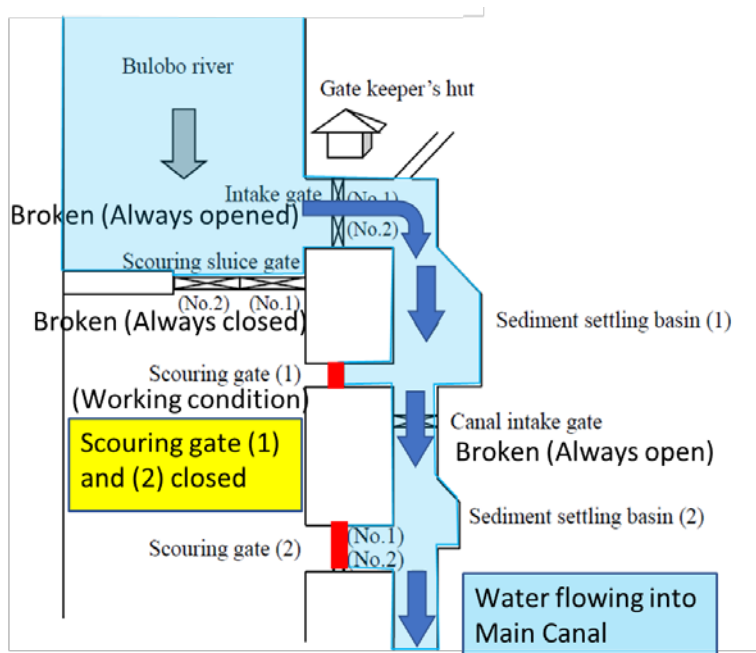 Bulobo river
Gate keeper's hut
Intake gate
(No.1)
Broken (Always opened)
(No.2)
Scouring sluice gate
(No.2) (No.1)
Broken (Always closed)
Sediment settling basin (1)
Scouring gate (1)
(Working condition)
Canal intake gate
Broken (Always open)
Scouring gate (1)
and (2) closed
Sediment settling basin (2)
Scouring gate (2)
(No.1)
(No.2)
Water flowing into
Main Canal